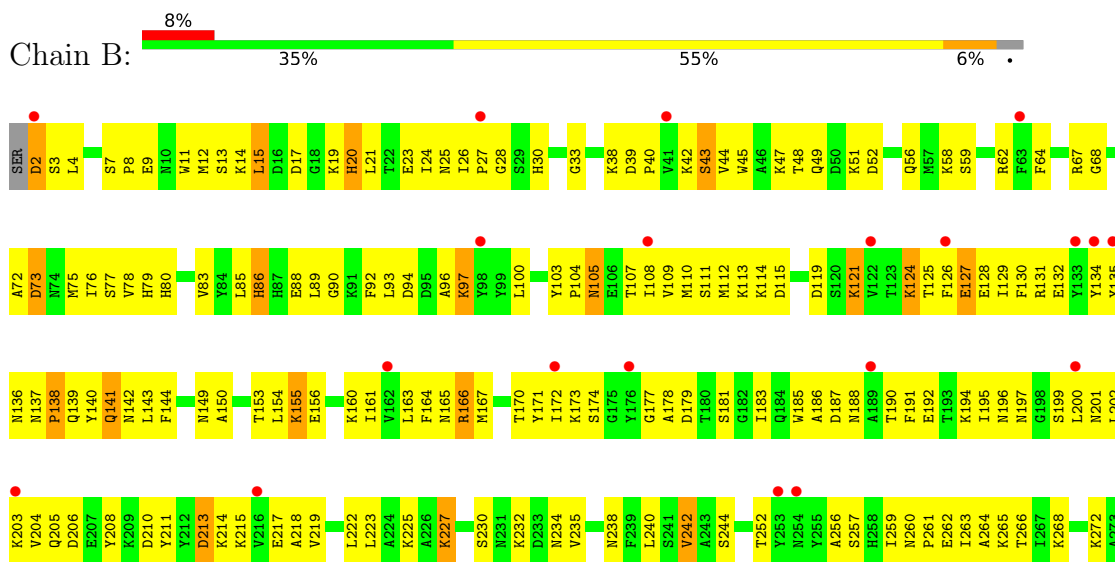 Chain B:
8%
35% 55% 6% •
SER D2 S3 L4 S7 P8 E9 N10 W11 M12 S13 K14 L15 D16 D17 G18 K19 H20 L21 T22 E23 I24 N25 I26 P27 G28 S29 H30 G33 K38 D39 P40 V41 K42 S43 V44 W45 A46 K47 T48 Q49 D50 K51 D52 Q56 M57 K58 S59 R62 F63 F64 R67 G68
A72 D73 N74 M75 I76 S77 V78 H79 H80 V83 Y84 L85 H86 H87 E88 L89 G90 K91 F92 L93 D94 D95 A96 K97 Y98 Y99 L100 Y103 P104 N105 E106 T107 I108 V109 M110 S111 M112 K113 K114 D115 D119 S120 K121 V122 T123 K124 T125 F126 E127 E128 I129 F130 R131 E132 Y133 Y134
N136 N137 P138 Q139 Y140 Q141 N142 L143 F144 N149 A150 T153 L154 K155 E156 K160 I161 V162 L163 F164 N165 R166 M167 T170 Y171 I172 K173 S174 G175 Y176 G177 A178 D179 T180 S181 G182 I183 Q184 W185 A186 D187 N188 A189 T190 F191 E192 T193 K194 I195 N196 N197 G198 S199 L200 N201
K203 V204 Q205 D206 E207 Y208 K209 D210 Y211 Y212 D213 K214 K215 V216 E217 A218 V219 L222 L223 A224 K225 A226 K227 S230 N231 K232 D233 N234 V235 N238 F239 L240 S241 V242 A243 S244 T252 Y253 N254 Y255 A256 S257 H258 I259 N260 P261 E262 I263 A264 K265 T266 I267 K268 K272